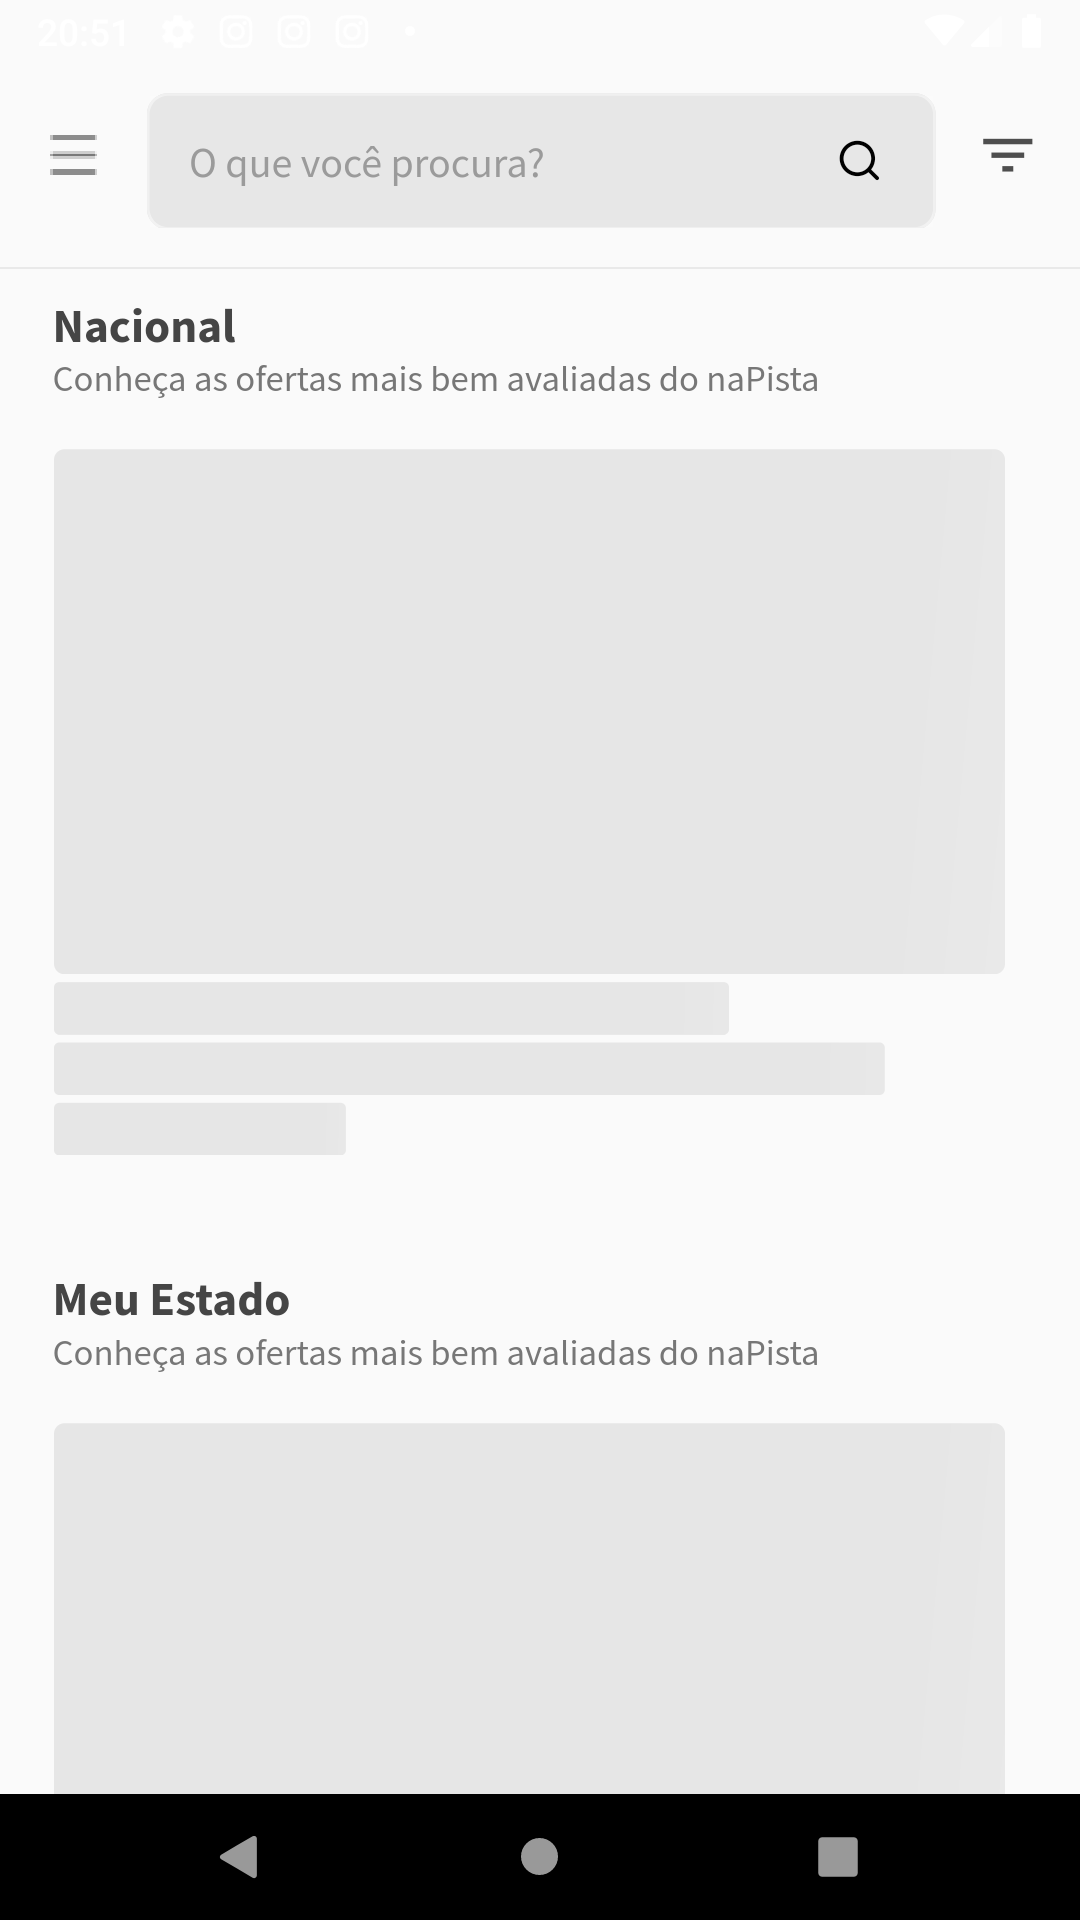 20:51
O que você procura?
Nacional
Conheça as ofertas mais bem avaliadas do naPista
Meu Estado
Conheça as ofertas mais bem avaliadas do naPista